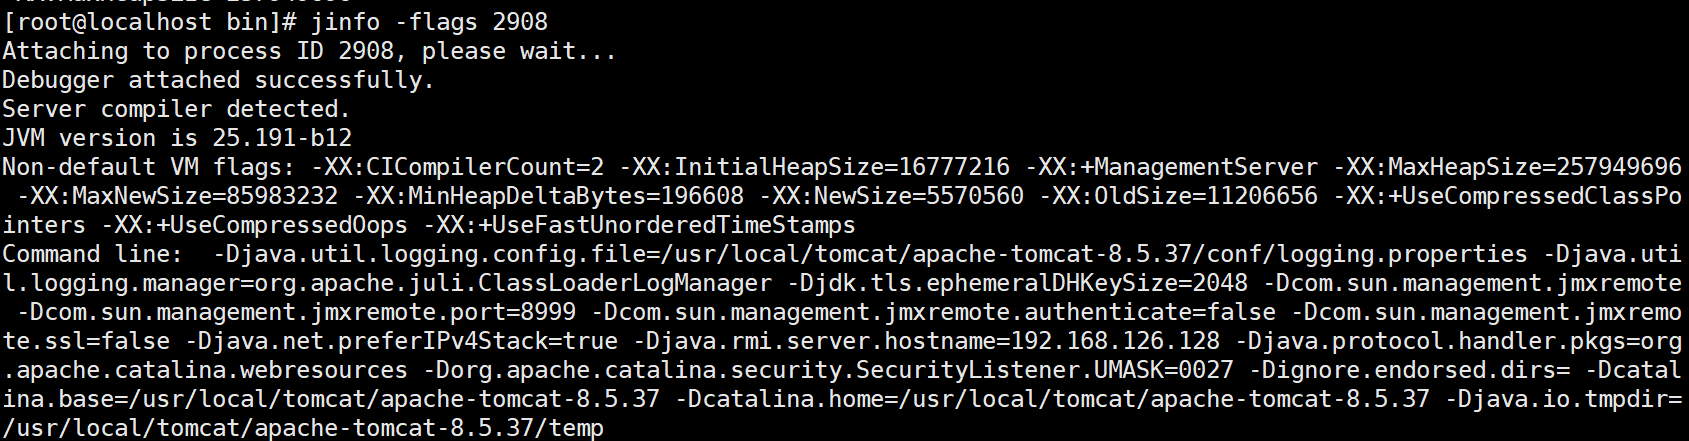 [root@localhost bin]# jinfo -flags 2908
Attaching to process ID 2908, please wait...
Debugger attached successfully.
Server compiler detected.
JVM version is 25.191-b12
Non-default VM flags: -XX:CICompilerCount=2 -XX:InitialHeapSize=16777216 -XX:+ManagementServer -XX:MaxHeapSize=257949696
 -XX:MaxNewSize=85983232 -XX:MinHeapDeltaBytes=196608 -XX:NewSize=5570560 -XX:OldSize=11206656 -XX:+UseCompressedClassPo
inters -XX:+UseCompressedOops -XX:+UseFastUnorderedTimeStamps
Command line:  -Djava.util.logging.config.file=/usr/local/tomcat/apache-tomcat-8.5.37/conf/logging.properties -Djava.uti
l.logging.manager=org.apache.juli.ClassLoaderLogManager -Djdk.tls.ephemeralDHKeySize=2048 -Dcom.sun.management.jmxremote
 -Dcom.sun.management.jmxremote.port=8999 -Dcom.sun.management.jmxremote.authenticate=false -Dcom.sun.management.jmxremo
te.ssl=false -Djava.net.preferIPv4Stack=true -Djava.rmi.server.hostname=192.168.126.128 -Djava.protocol.handler.pkgs=org
.apache.catalina.webresources -Dorg.apache.catalina.security.SecurityListener.UMASK=0027 -Dignore.endorsed.dirs= -Dcatal
ina.base=/usr/local/tomcat/apache-tomcat-8.5.37 -Dcatalina.home=/usr/local/tomcat/apache-tomcat-8.5.37 -Djava.io.tmpdir=
/usr/local/tomcat/apache-tomcat-8.5.37/temp